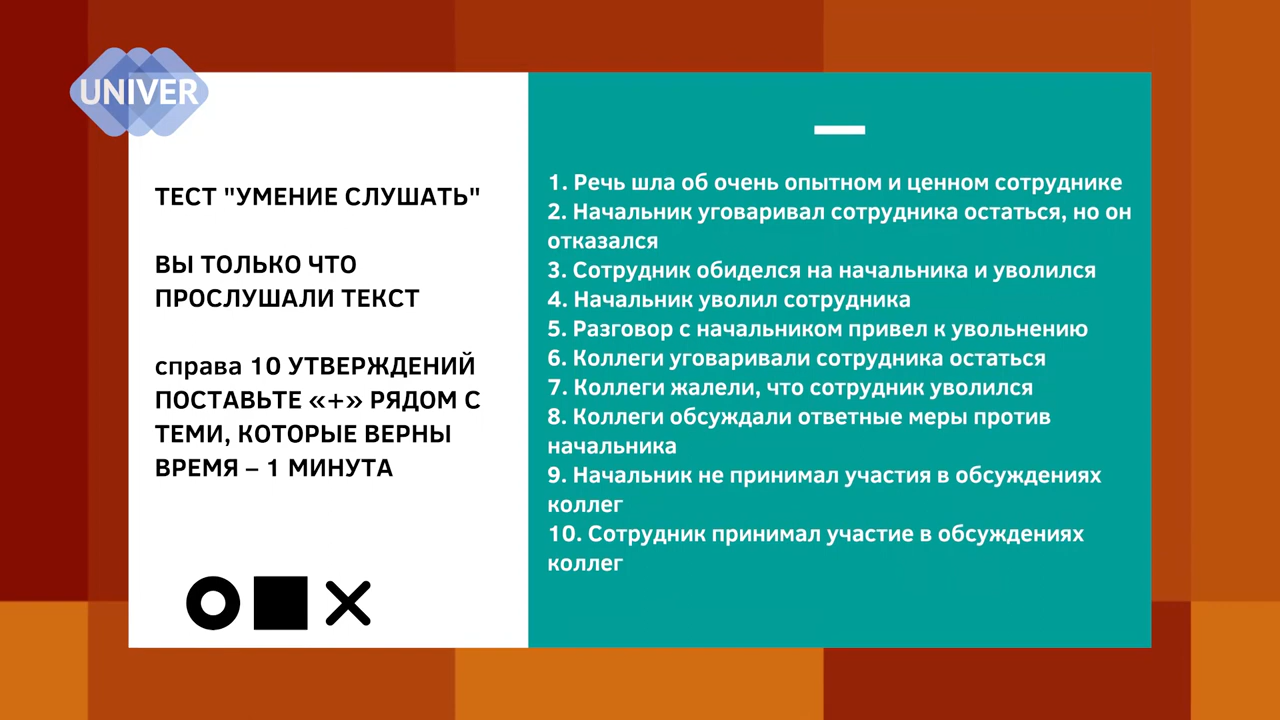 UNIVER
ТЕСТ "УМЕНИЕ СЛУШАТЬ"
ВЫ ТОЛЬКО ЧТО
ПРОСЛУШАЛИ ТЕКСТ
справа 10 УТВЕРЖДЕНИЙ
ПОСТАВЬТЕ «+» РЯДОМ С
ТЕМИ, КОТОРЫЕ ВЕРНЫ
ВРЕМЯ – 1 МИНУТА
1. Речь шла об очень опытном и ценном сотруднике
2. Начальник уговаривал сотрудника остаться, но он
отказался
3. Сотрудник обиделся на начальника и уволился
4. Начальник уволил сотрудника
5. Разговор с начальником привел к увольнению
6. Коллеги уговаривали сотрудника остаться
7. Коллеги жалели, что сотрудник уволился
8. Коллеги обсуждали ответные меры против
начальника
9. Начальник не принимал участия в обсуждениях
коллег
10. Сотрудник принимал участие в обсуждениях
коллег